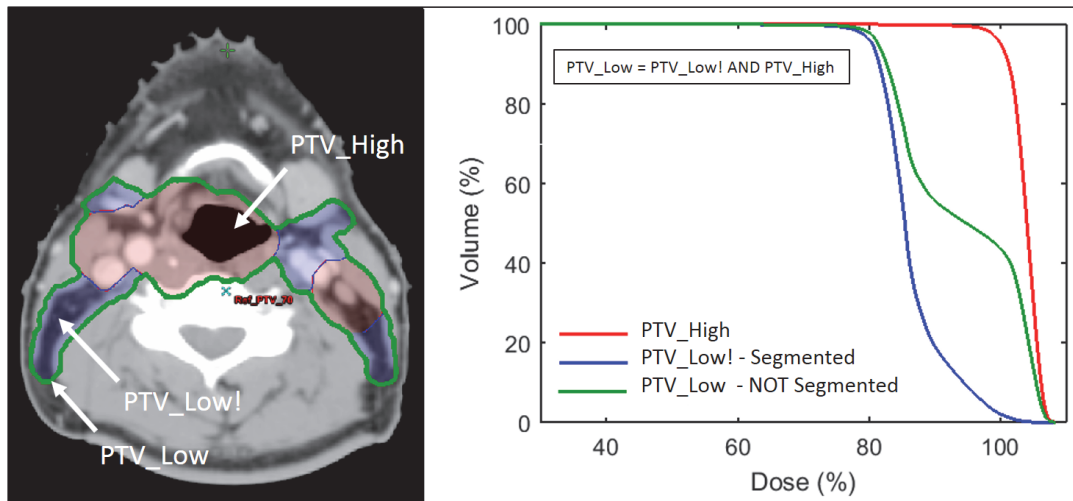 PTV_High
Ref_PTV_70
PTV_Low!
PTV_Low
PTV_Low = PTV_Low! AND PTV_High
Volume (%)
100
80
60
40
20
0
PTV_High
PTV_Low! - Segmented
PTV_Low - NOT Segmented
40
60
80
100
Dose (%)